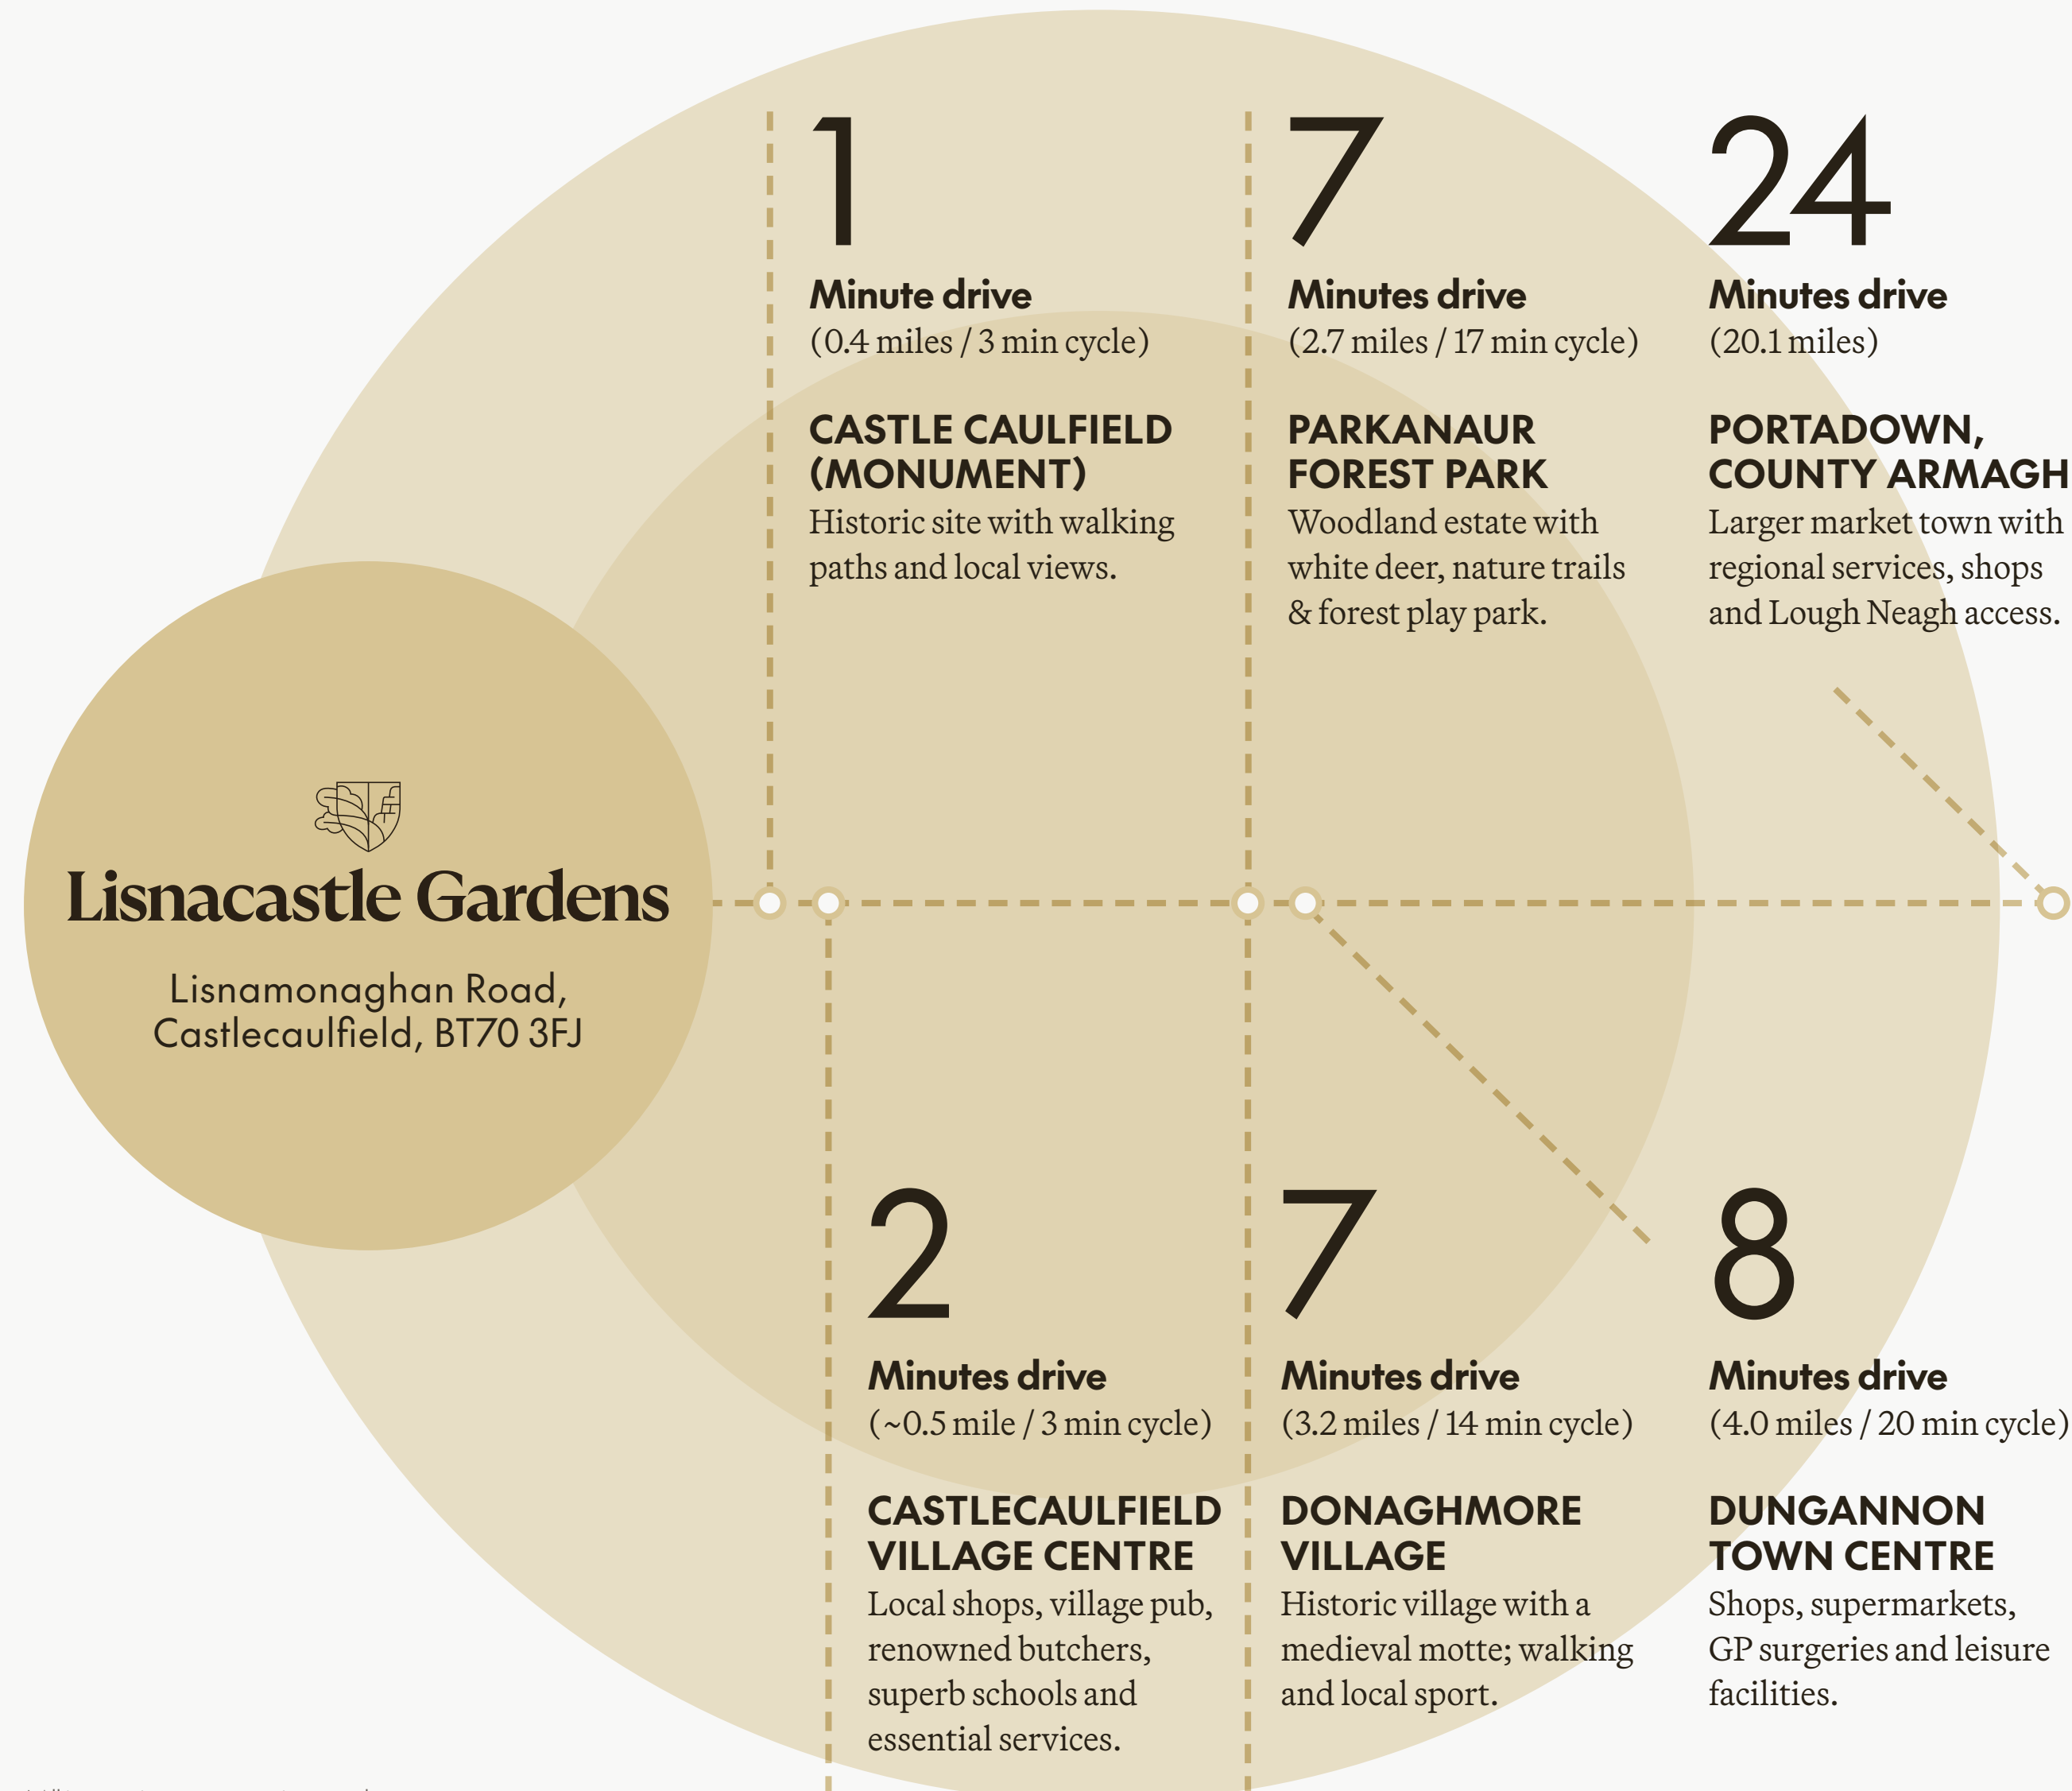 1
Minute drive
(0.4 miles / 3 min cycle)
CASTLE CAULFIELD
(MONUMENT)
Historic site with walking
paths and local views.
7
Minutes drive
(2.7 miles / 17 min cycle)
PARKANAUR
FOREST PARK
Woodland estate with
white deer, nature trails
& forest play park.
24
Minutes drive
(20.1 miles)
PORTADOWN,
COUNTY ARMAGH
Larger market town with
regional services, shops
and Lough Neagh access.
Lisnacastle Gardens
Lisnamonaghan Road,
Castlecaulfield, BT70 3FJ
2
Minutes drive
(~0.5 mile / 3 min cycle)
CASTLECAULFIELD
VILLAGE CENTRE
Local shops, village pub,
renowned butchers,
superb schools and
essential services.
7
Minutes drive
(3.2 miles / 14 min cycle)
DONAGHMORE
VILLAGE
Historic village with a
medieval motte; walking
and local sport.
8
Minutes drive
(4.0 miles / 20 min cycle)
DUNGANNON
TOWN CENTRE
Shops, supermarkets,
GP surgeries and leisure
facilities.